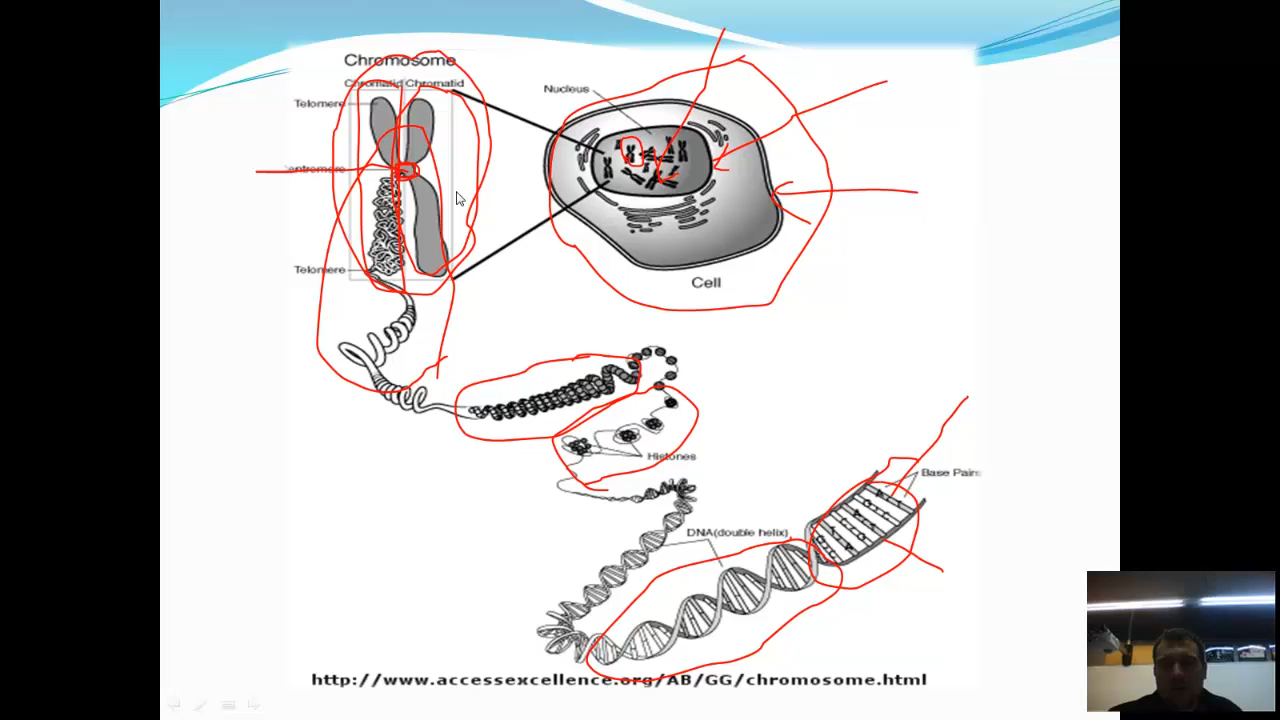 Chromosome
Chromatid Chromatid
Nucleus
Telomere
Telomere
Cell
Histones
Base Pairs
DNA(double helix)
http://www.accessexcellence.org/AB/GG/chromosome.html